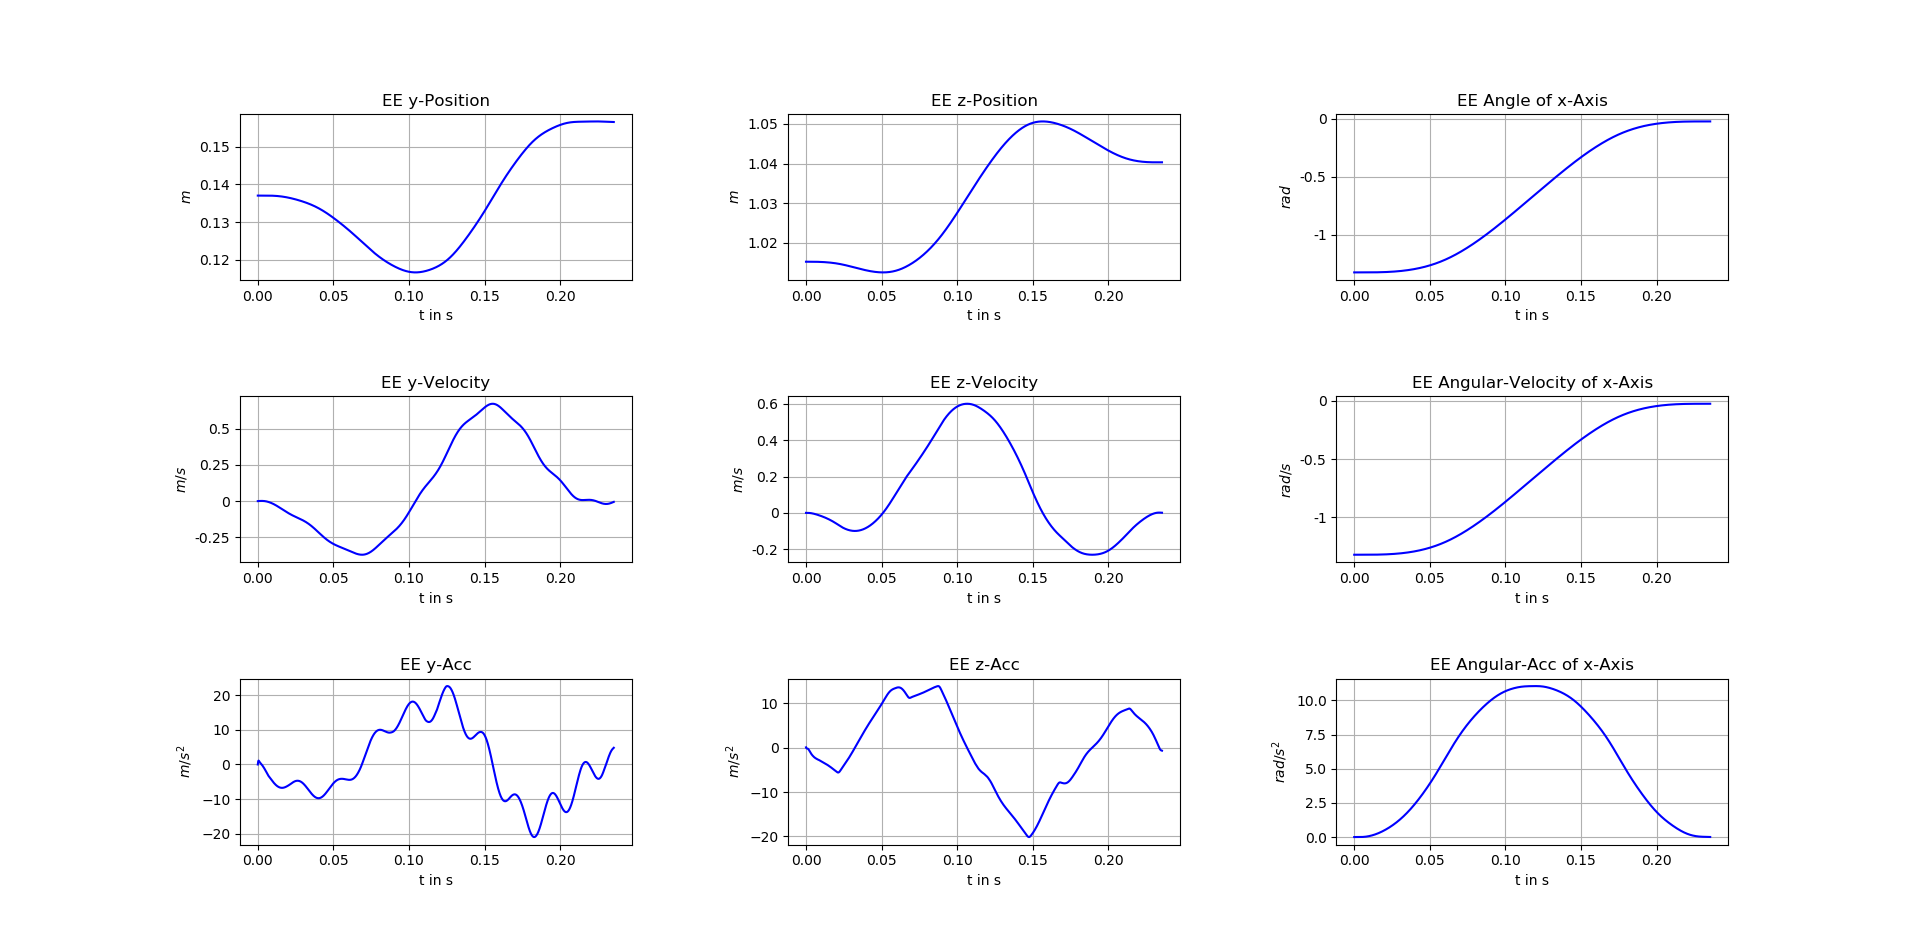 EE y-Position
EE z-Position
EE Angle of x-Axis
0.15
0.14
0.13
0.12
m
0.00 0.05 0.10 0.15 0.20
t in s
1.05
1.04
1.03
1.02
m
0.00 0.05 0.10 0.15 0.20
t in s
0
-0.5
-1
rad
0.00 0.05 0.10 0.15 0.20
t in s
EE y-Velocity
EE z-Velocity
EE Angular-Velocity of x-Axis
0.5
0.25
0
-0.25
m/s
0.00 0.05 0.10 0.15 0.20
t in s
0.6
0.4
0.2
0
-0.2
m/s
0.00 0.05 0.10 0.15 0.20
t in s
0
-0.5
-1
rad/s
0.00 0.05 0.10 0.15 0.20
t in s
EE y-Acc
EE z-Acc
EE Angular-Acc of x-Axis
20
10
0
−10
−20
m/s²
0.00 0.05 0.10 0.15 0.20
t in s
10
0
−10
−20
m/s²
0.00 0.05 0.10 0.15 0.20
t in s
10.0
7.5
5.0
2.5
0.0
rad/s²
0.00 0.05 0.10 0.15 0.20
t in s